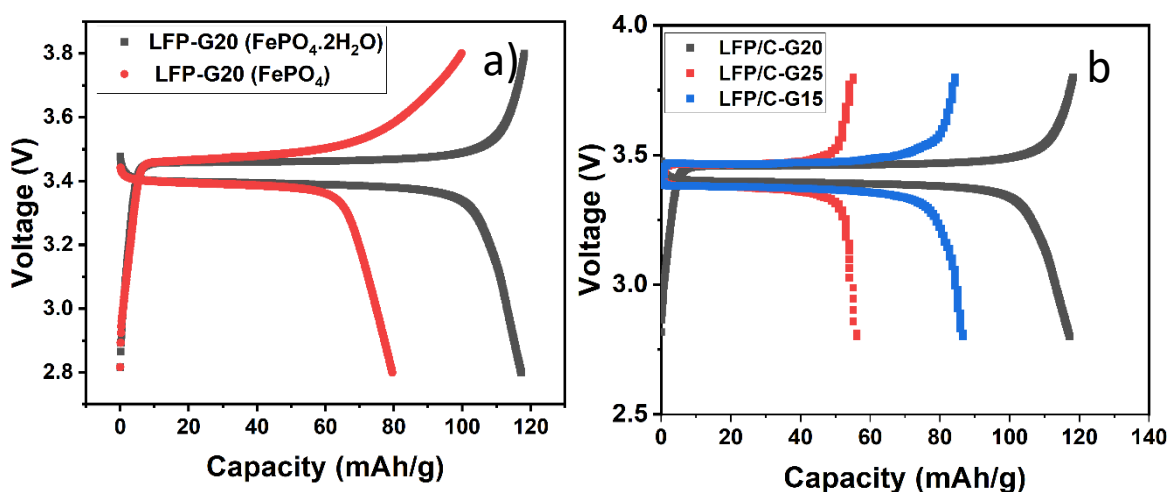 LFP-G20 (FePO₄.2H₂O)
LFP-G20 (FePO₄)
a)
3.8
3.6
3.4
3.2
3.0
2.8
Voltage (V)
0 20 40 60 80 100 120
Capacity (mAh/g)
LFP/C-G20
LFP/C-G25
LFP/C-G15
b
4.0
3.5
3.0
2.5
Voltage (V)
0 20 40 60 80 100 120 140
Capacity (mAh/g)